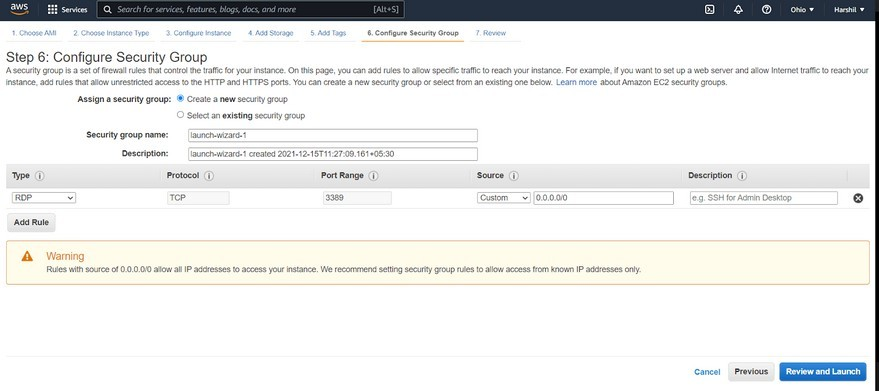 aws Services Search for services, features, blogs, docs, and more [Alt+S] Ohio Harshil
1. Choose AMI 2. Choose Instance Type 3. Configure Instance 4. Add Storage 5. Add Tags 6. Configure Security Group 7. Review
Step 6: Configure Security Group
A security group is a set of firewall rules that control the traffic for your instance. On this page, you can add rules to allow specific traffic to reach your instance. For example, if you want to set up a web server and allow Internet traffic to reach your
instance, add rules that allow unrestricted access to the HTTP and HTTPS ports. You can create a new security group or select from an existing one below. Learn more about Amazon EC2 security groups.
Assign a security group: Create a new security group
Select an existing security group
Security group name: launch-wizard-1
Description: launch-wizard-1 created 2021-12-15T11:27:09.161+05:30
Type Protocol Port Range Source Description
RDP TCP 3389 Custom 0.0.0.0/0 e.g. SSH for Admin Desktop
Add Rule
Warning
Rules with source of 0.0.0.0/0 allow all IP addresses to access your instance. We recommend setting security group rules to allow access from known IP addresses only.
Cancel Previous Review and Launch